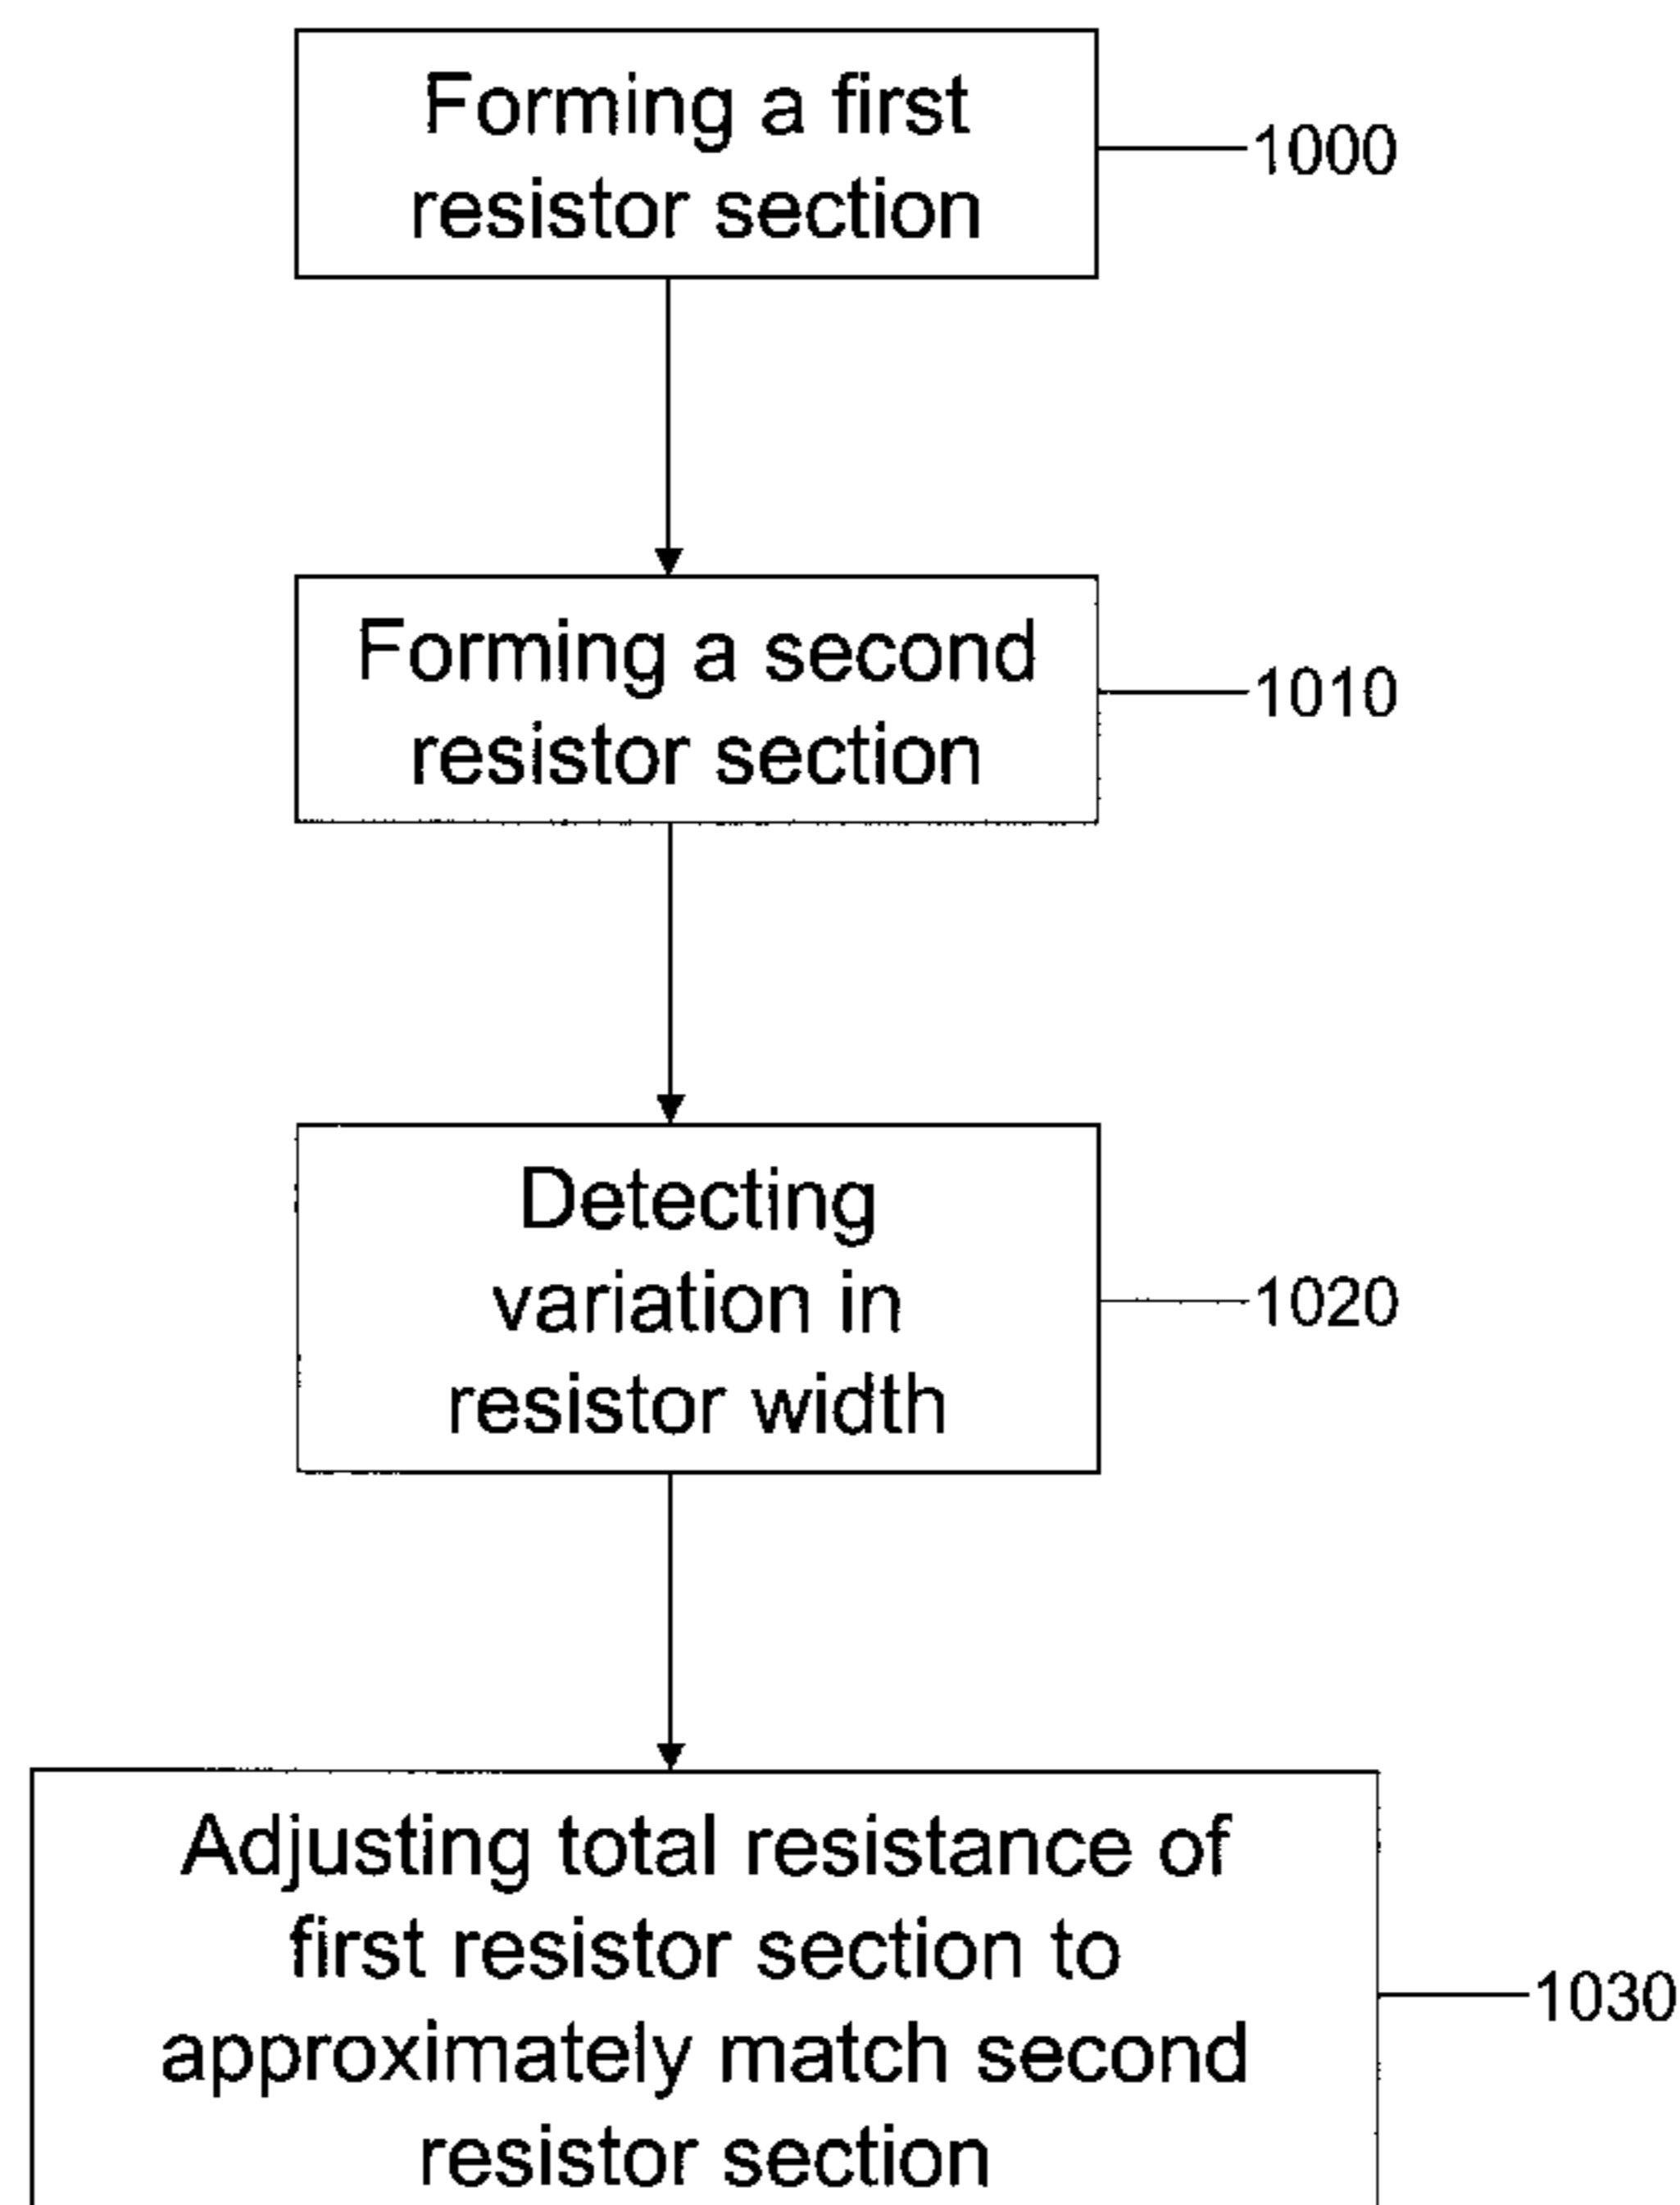 Forming a first
resistor section
1000
Forming a second
resistor section
1010
Detecting
variation in
resistor width
1020
Adjusting total resistance of
first resistor section to
approximately match second
resistor section
1030